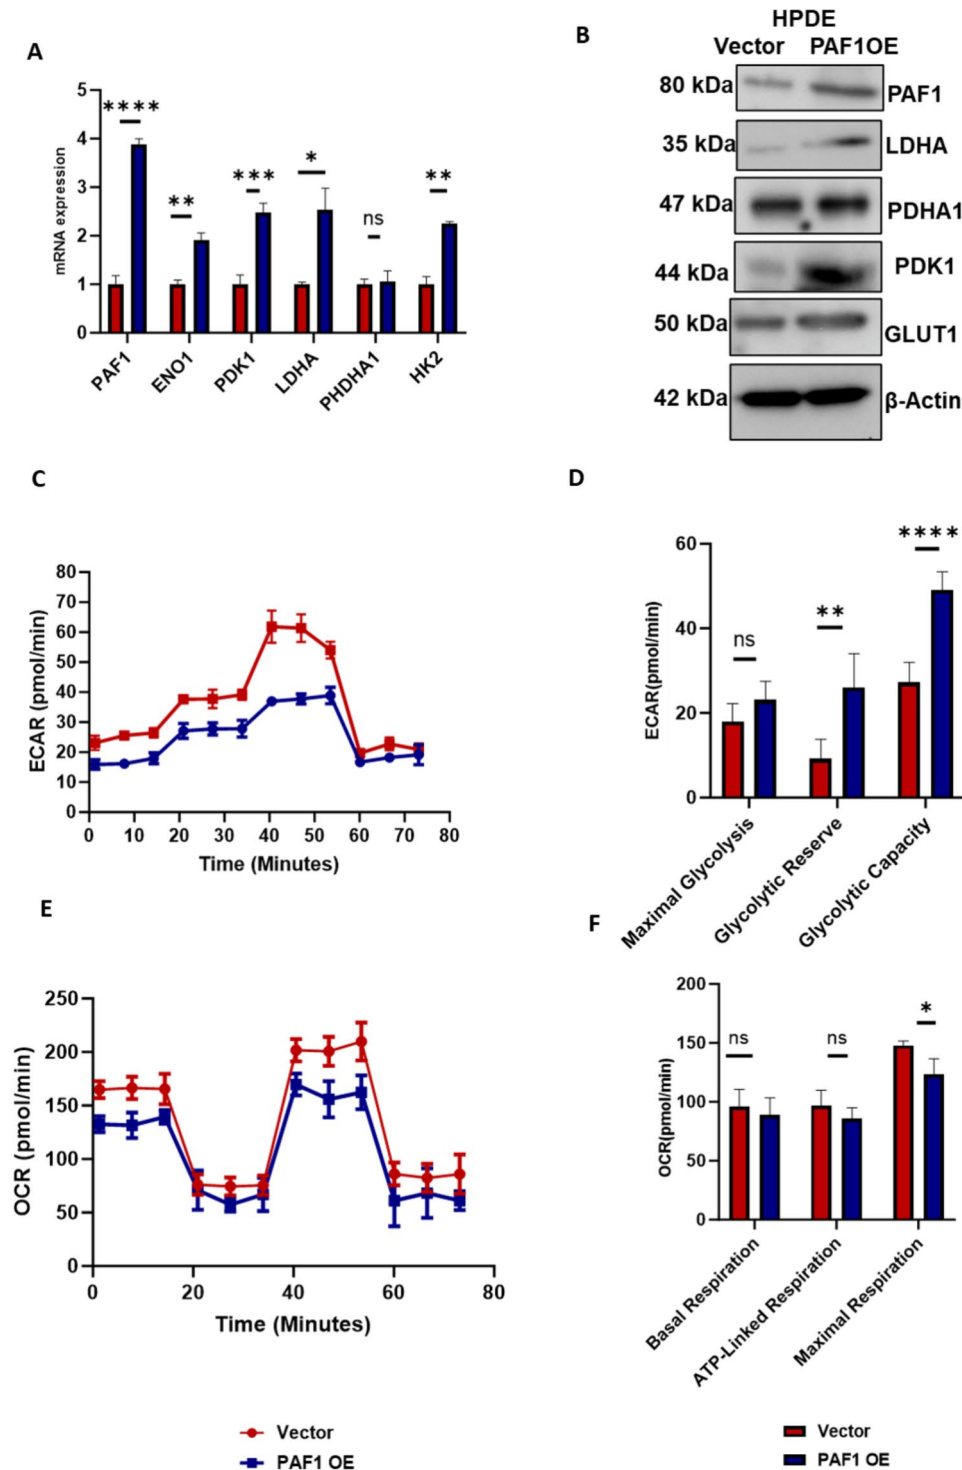 A
mRNA expression
5
4
3
2
1
0
****
**
***
*
ns
**
PAF1
ENO1
PDK1
LDHA
PHDHA1
HK2
B
HPDE
Vector PAF1OE
80 kDa PAF1
35 kDa LDHA
47 kDa PDHA1
44 kDa PDK1
50 kDa GLUT1
42 kDa β-Actin
C
ECAR (pmol/min)
80
70
60
50
40
30
20
10
0
0 10 20 30 40 50 60 70 80
Time (Minutes)
D
ECAR(pmol/min)
60
40
20
0
ns
**
****
Maximal Glycolysis
Glycolytic Reserve
Glycolytic Capacity
E
OCR (pmol/min)
250
200
150
100
50
0
0 20 40 60 80
Time (Minutes)
Vector
PAF1 OE
F
OCR(pmol/min)
200
150
100
50
0
ns
ns
*
Basal Respiration
ATP-Linked Respiration
Maximal Respiration
Vector
PAF1 OE